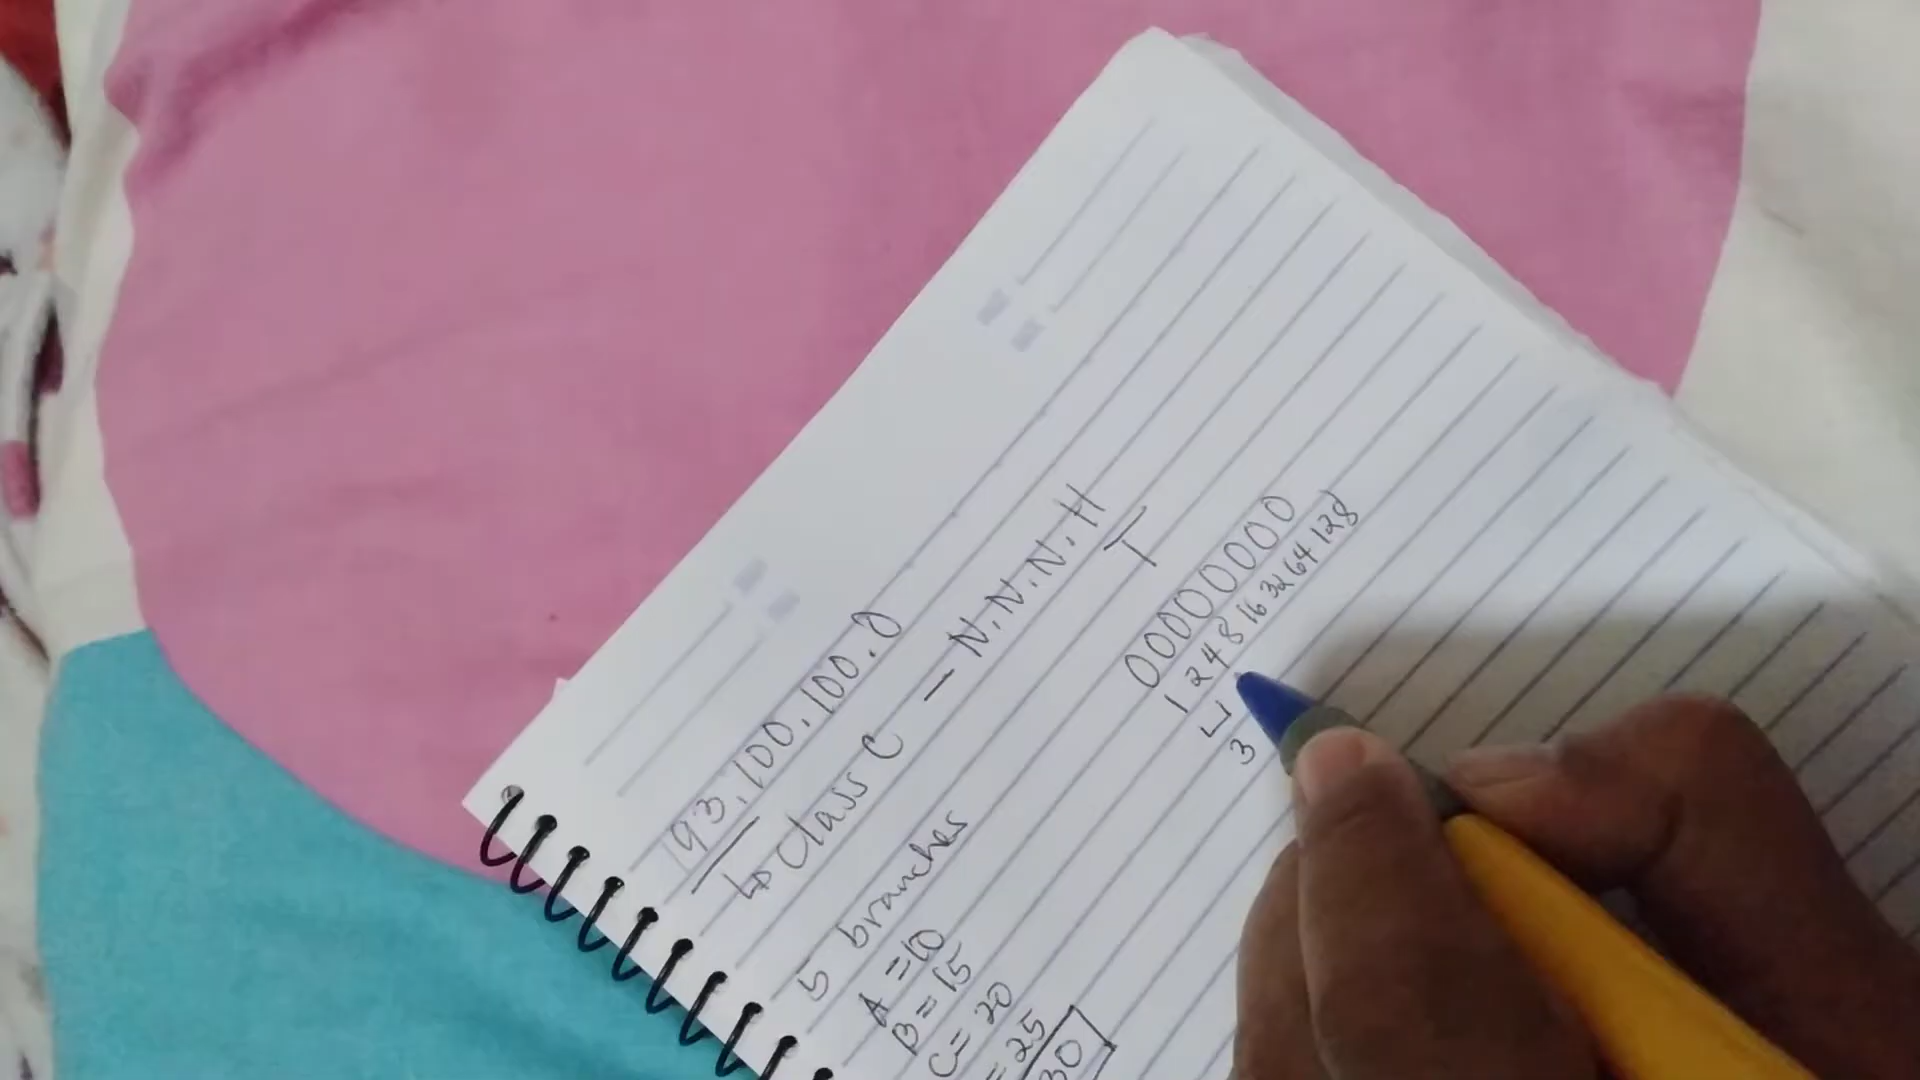 193.100.100.0
↳ Class C – N.N.N.H
5 branches
A = 10
B = 15
C = 20
= 25
30
00000000
1 2 4 8 16 32 64 128
3